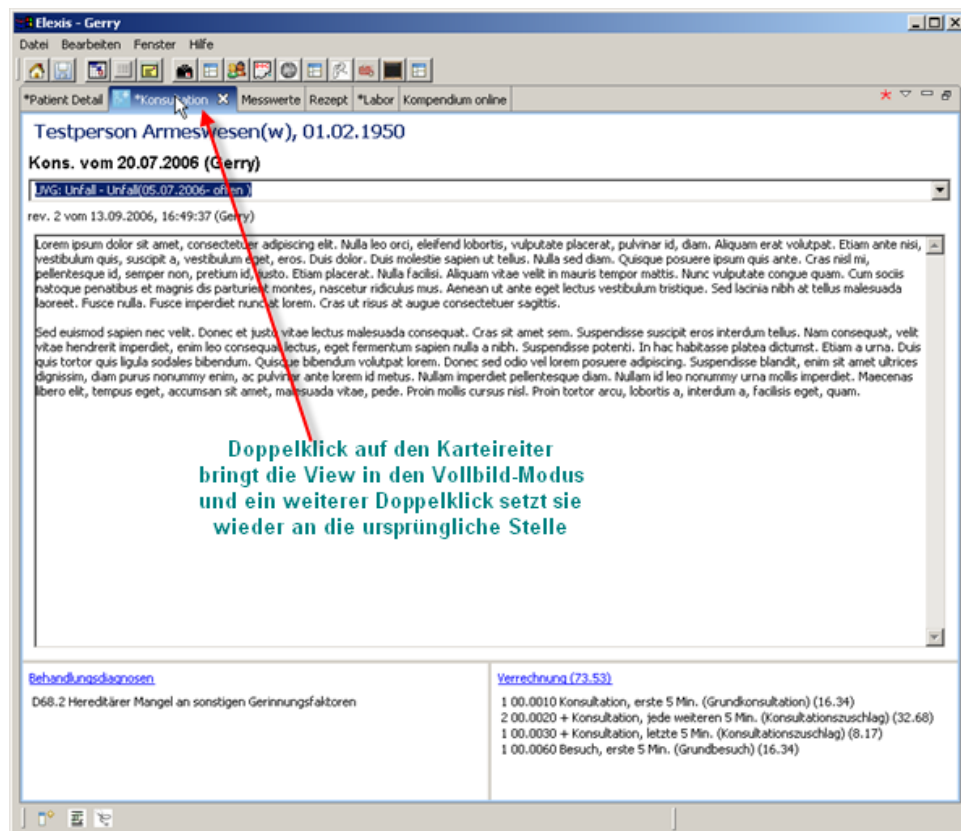 Elexis - Gerry
Datei Bearbeiten Fenster Hilfe
*Patient Detail *Konsultation Messwerte Rezept *Labor Kompendium online
Testperson Armeswesen(w), 01.02.1950
Kons. vom 20.07.2006 (Gerry)
UVG: Unfall - Unfall(05.07.2006- offen )
rev. 2 vom 13.09.2006, 16:49:37 (Gerry)
Lorem ipsum dolor sit amet, consectetuer adipiscing elit. Nulla leo orci, eleifend lobortis, vulputate placerat, pulvinar id, diam. Aliquam erat volutpat. Etiam ante nisi,
vestibulum quis, suscipit a, vestibulum eget, eros. Duis dolor. Duis molestie sapien ut tellus. Nulla sed diam. Quisque posuere ipsum quis ante. Cras nisl mi,
pellentesque id, semper non, pretium id, justo. Etiam placerat. Nulla facilisi. Aliquam vitae velit in mauris tempor mattis. Nunc vulputate congue quam. Cum sociis
natoque penatibus et magnis dis parturient montes, nascetur ridiculus mus. Aenean ut ante eget lectus vestibulum tristique. Sed lacinia nibh at tellus malesuada
laoreet. Fusce nulla. Fusce imperdiet nunc at lorem. Cras ut risus at augue consectetuer sagittis.
Sed euismod sapien nec velit. Donec et justo vitae lectus malesuada consequat. Cras sit amet sem. Suspendisse suscipit eros interdum tellus. Nam consequat, velit
vitae hendrerit imperdiet, enim leo consequat lectus, eget fermentum sapien nulla a nibh. Suspendisse potenti. In hac habitasse platea dictumst. Etiam a urna. Duis
quis tortor quis ligula sodales bibendum. Quisque bibendum volutpat lorem. Donec sed odio vel lorem posuere adipiscing. Suspendisse blandit, enim sit amet ultrices
dignissim, diam purus nonummy enim, ac pulvinar ante lorem id metus. Nullam imperdiet pellentesque diam. Nullam id leo nonummy urna mollis imperdiet. Maecenas
libero elit, tempus eget, accumsan sit amet, malesuada vitae, pede. Proin mollis cursus nisl. Proin tortor arcu, lobortis a, interdum a, facilisis eget, quam.
Doppelklick auf den Karteireiter
bringt die View in den Vollbild-Modus
und ein weiterer Doppelklick setzt sie
wieder an die ursprüngliche Stelle
Behandlungsdiagnosen
D68.2 Hereditärer Mangel an sonstigen Gerinnungsfaktoren
Verrechnung (73.53)
1 00.0010 Konsultation, erste 5 Min. (Grundkonsultation) (16.34)
2 00.0020 + Konsultation, jede weiteren 5 Min. (Konsultationszuschlag) (32.68)
1 00.0030 + Konsultation, letzte 5 Min. (Konsultationszuschlag) (8.17)
1 00.0060 Besuch, erste 5 Min. (Grundbesuch) (16.34)